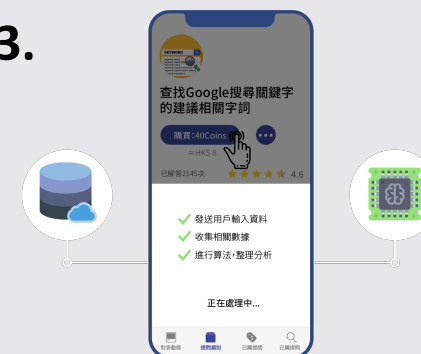 3.
KEYWORD
查找Google搜尋關鍵字
的建議相關字詞
購買:40Coins
≈HK$ 8
已解答2145次
4.6
發送用戶輸入資料
收集相關數據
進行算法,整理分析
正在處理中...